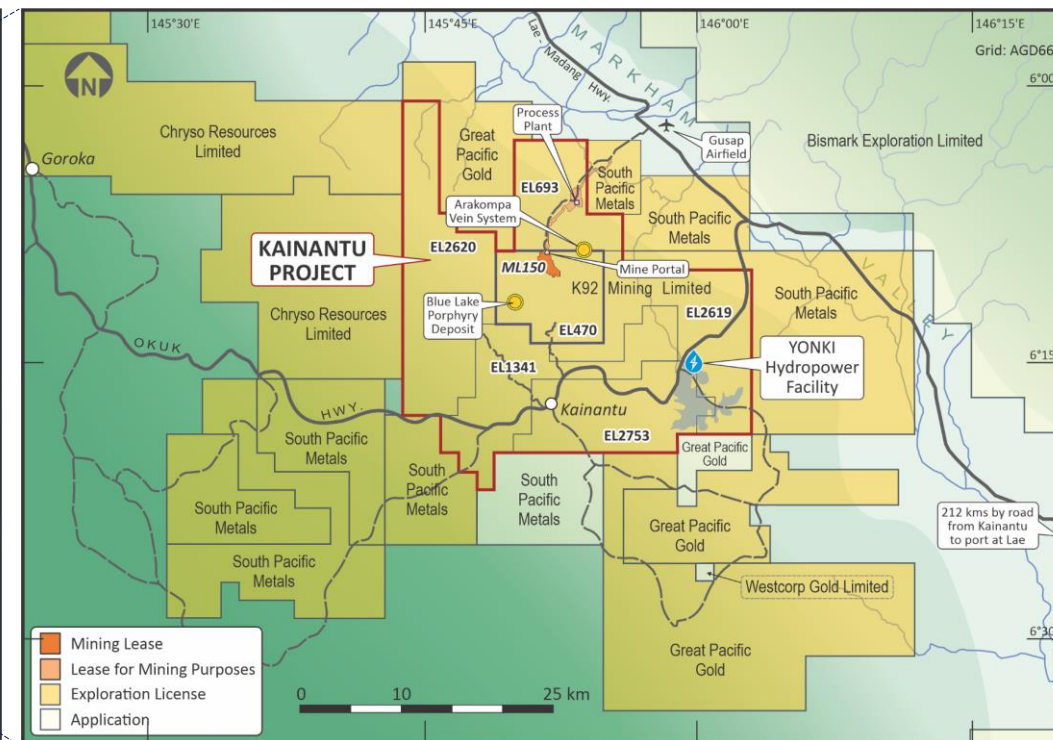 145°30'E
145°45'E
146°00'E
146°15'E
Grid: AGD66
N
MARKHAM
Lae - Madang Hwy.
6°00'
Chryso Resources
Limited
Great
Pacific
Gold
Process
Plant
Gusap
Airfield
Bismark Exploration Limited
Goroka
EL693
South
Pacific
Metals
Arakompa
Vein System
South Pacific
Metals
KAINANTU
PROJECT
EL2620
ML150
Mine Portal
VALLEY
K92 Mining Limited
South Pacific
Metals
Chryso Resources
Limited
Blue Lake
Porphyry
Deposit
EL2619
EL470
OKUK
HWY.
YONKI
Hydropower
Facility
6°15'
EL1341
Kainantu
EL2753
South Pacific
Metals
Great Pacific
Gold
South
Pacific
Metals
South
Pacific
Metals
South Pacific
Metals
212 kms by road
from Kainantu
to port at Lae
Great Pacific
Gold
South Pacific
Metals
Westcorp Gold Limited
6°30'
Great Pacific
Gold
Mining Lease
Lease for Mining Purposes
Exploration License
Application
0 10 25 km